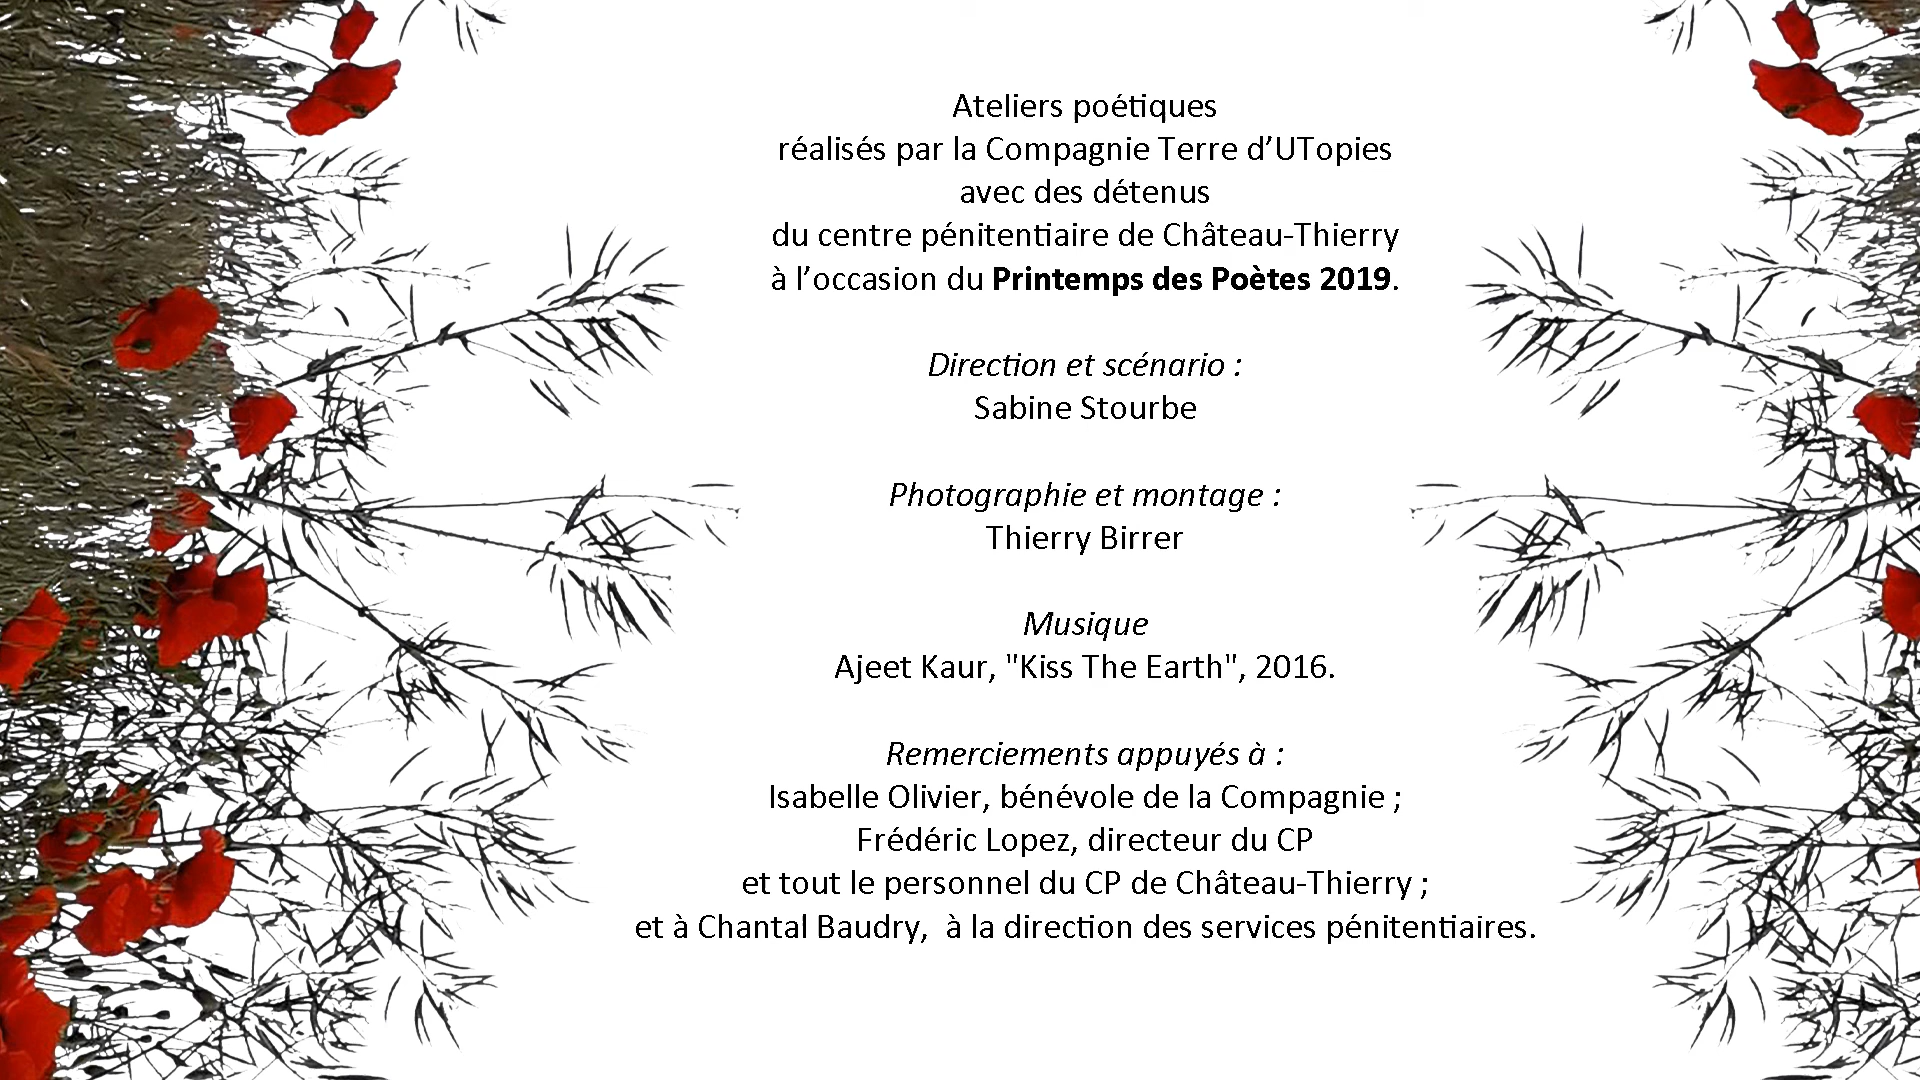 Ateliers poétiques
réalisés par la Compagnie Terre d’UTopies
avec des détenus
du centre pénitentiaire de Château-Thierry
à l’occasion du Printemps des Poètes 2019.
Direction et scénario :
Sabine Stourbe
Photographie et montage :
Thierry Birrer
Musique
Ajeet Kaur, "Kiss The Earth", 2016.
Remerciements appuyés à :
Isabelle Olivier, bénévole de la Compagnie ;
Frédéric Lopez, directeur du CP
et tout le personnel du CP de Château-Thierry ;
et à Chantal Baudry,  à la direction des services pénitentiaires.